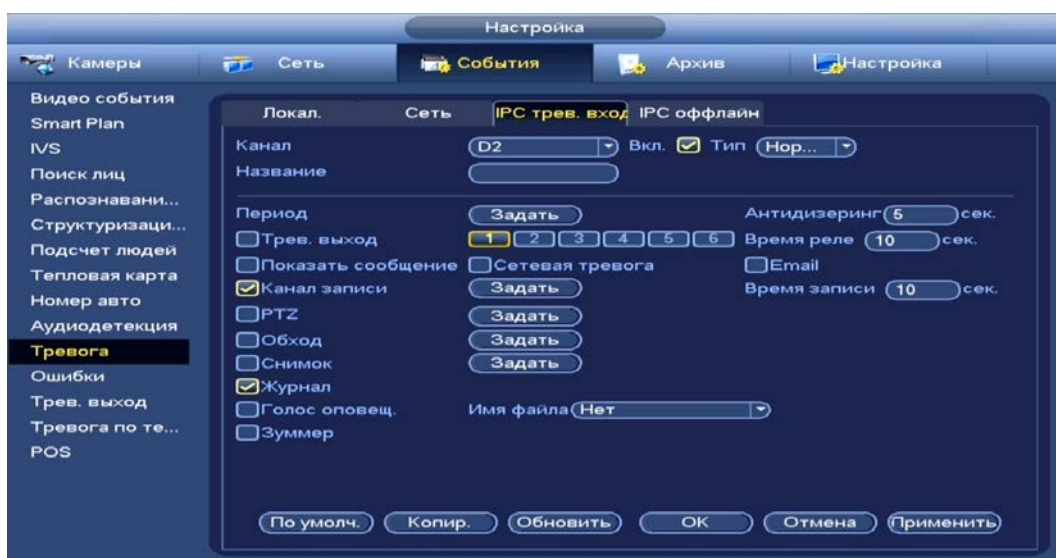 Настройка
Камеры Сеть События Архив Настройка
Видео события
Smart Plan
IVS
Поиск лиц
Распознавани...
Структуризаци...
Подсчет людей
Тепловая карта
Номер авто
Аудиодетекция
Тревога
Ошибки
Трев. выход
Тревога по те...
POS
Локал. Сеть IPC трев. вход IPC оффлайн
Канал D2 Вкл. Тип Нор...
Название
Период Задать Антидизеринг 5 сек.
Трев. выход 1 2 3 4 5 6 Время реле 10 сек.
Показать сообщение Сетевая тревога Email
Канал записи Задать Время записи 10 сек.
PTZ Задать
Обход Задать
Снимок Задать
Журнал
Голос оповещ. Имя файла Нет
Зуммер
По умолч. Копир. Обновить OK Отмена Применить